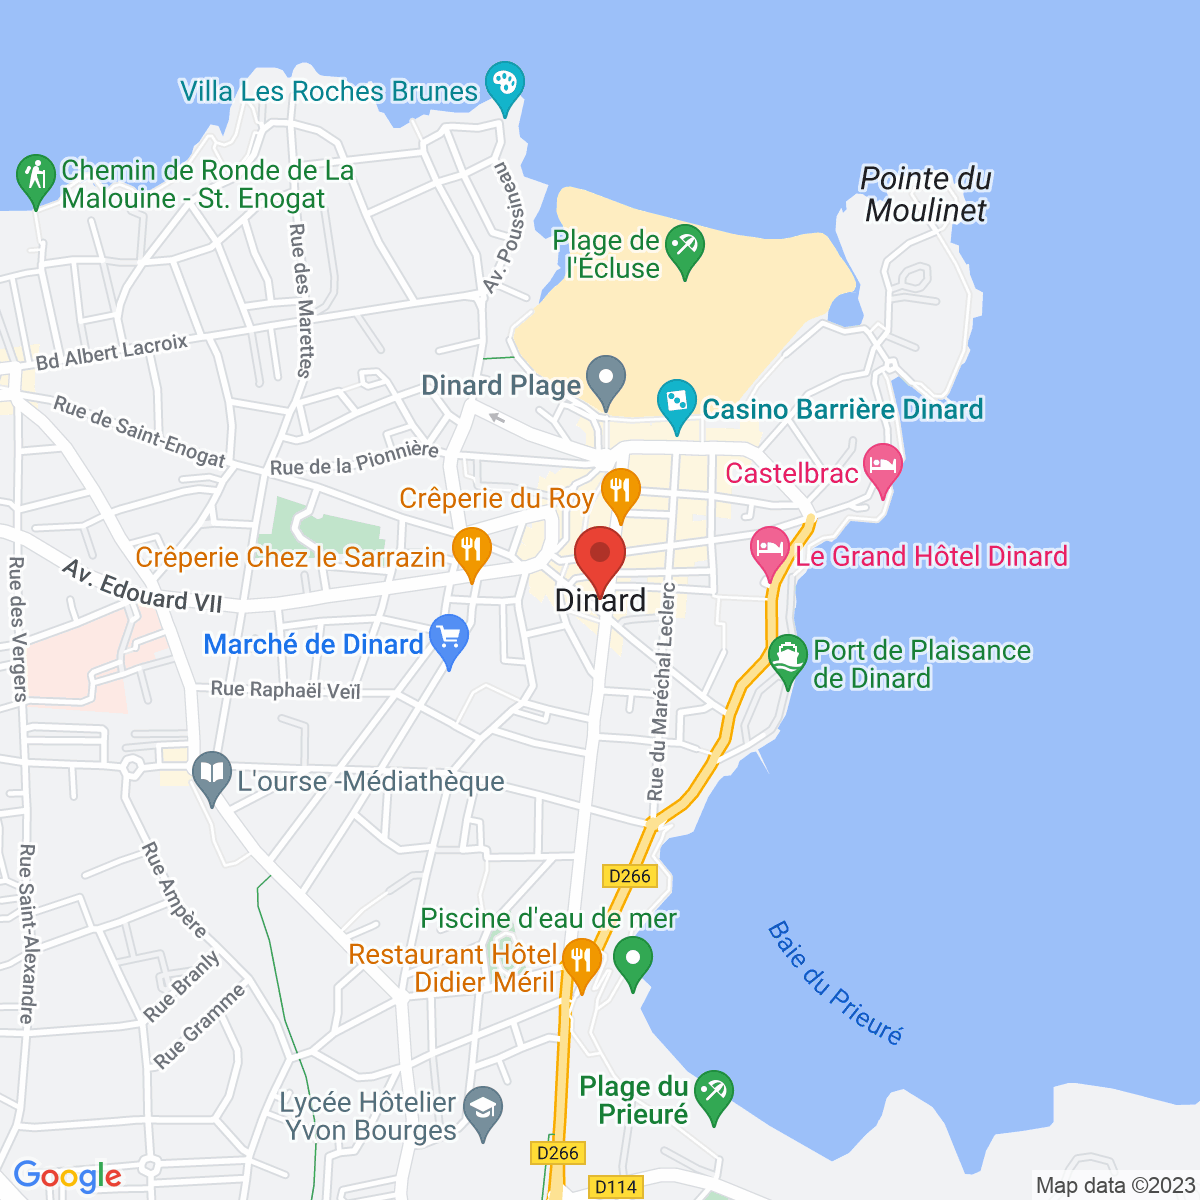 Villa Les Roches Brunes
Chemin de Ronde de La
Malouine - St. Enogat
Pointe du
Moulinet
Av. Poussineau
Plage de
l'Écluse
Rue des Marettes
Bd Albert Lacroix
Dinard Plage
Casino Barrière Dinard
Rue de Saint-Enogat
Rue de la Pionnière
Castelbrac
Crêperie du Roy
Crêperie Chez le Sarrazin
Le Grand Hôtel Dinard
Av. Edouard VII
Rue des Vergers
Dinard
Marché de Dinard
Rue du Maréchal Leclerc
Port de Plaisance
de Dinard
Rue Raphaël Veïl
L'ourse -Médiathèque
Rue Saint-Alexandre
Rue Ampère
D266
Piscine d'eau de mer
Restaurant Hôtel
Didier Méril
Baie du Prieuré
Rue Branly
Rue Gramme
Plage du
Prieuré
Lycée Hôtelier
Yvon Bourges
D266
D114
Google
Map data ©2023